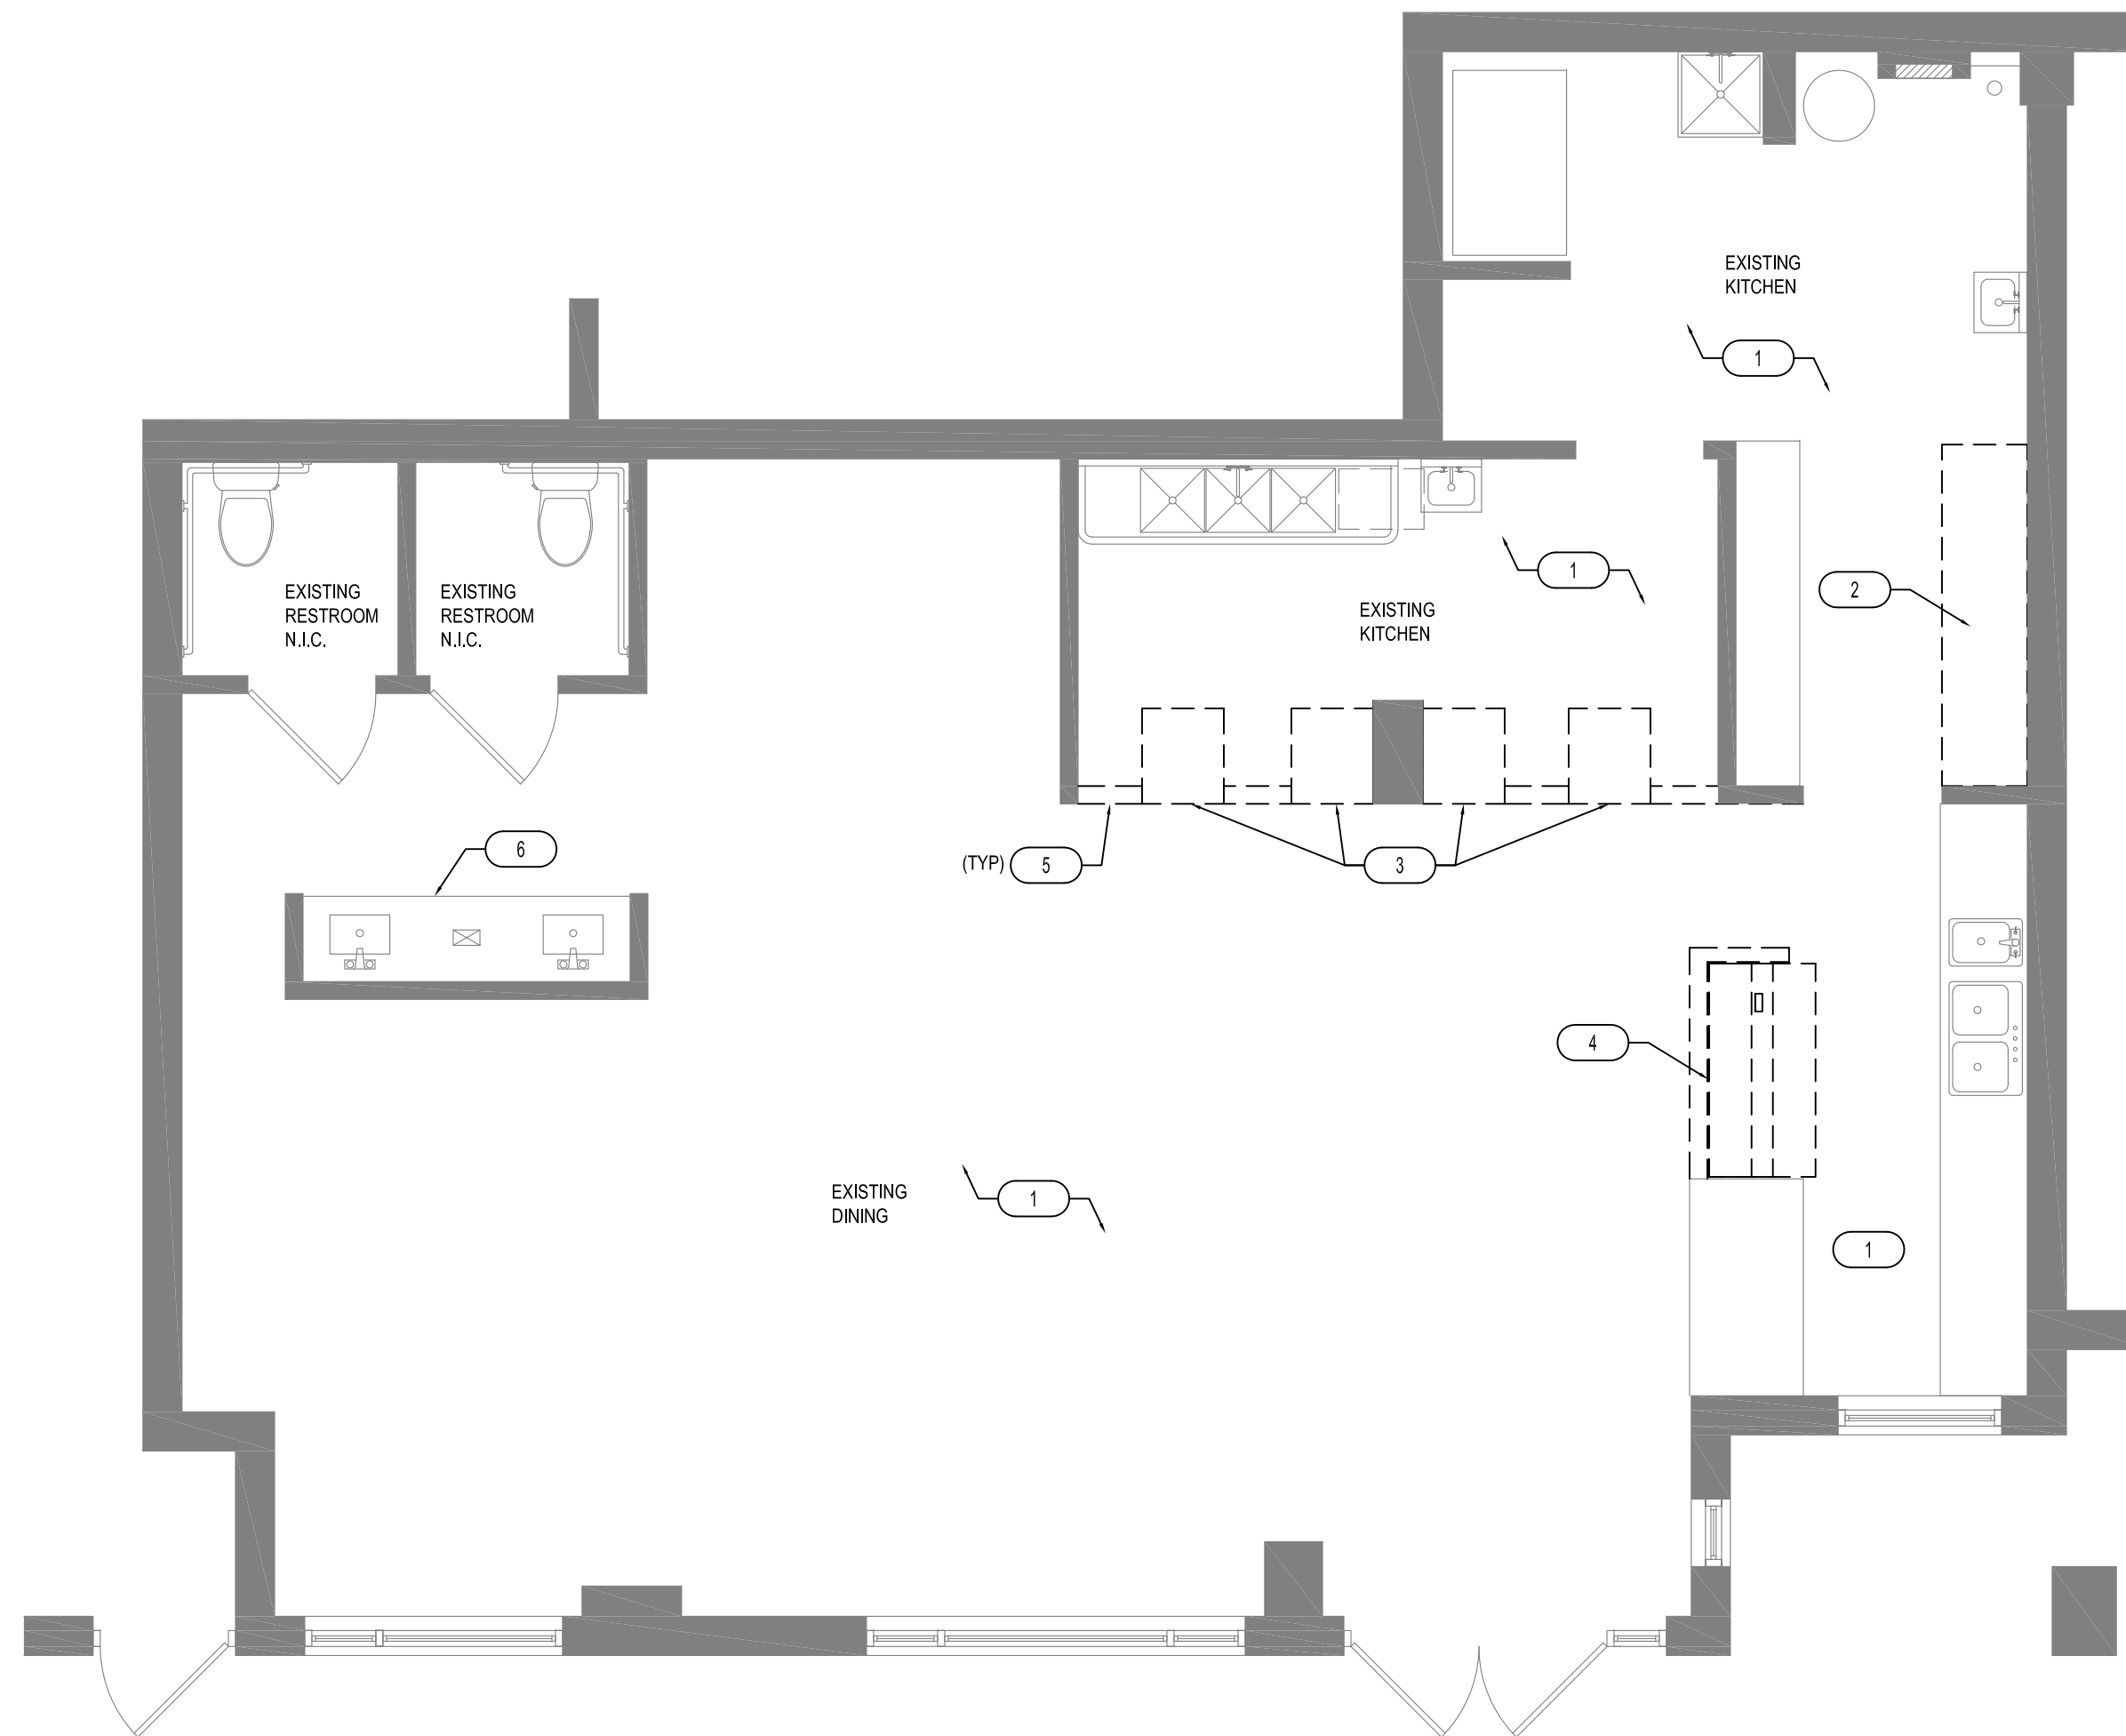 EXISTING
KITCHEN
1
1
2
EXISTING
RESTROOM
N.I.C.
EXISTING
RESTROOM
N.I.C.
EXISTING
KITCHEN
6
(TYP) 5
3
4
EXISTING
DINING
1
1